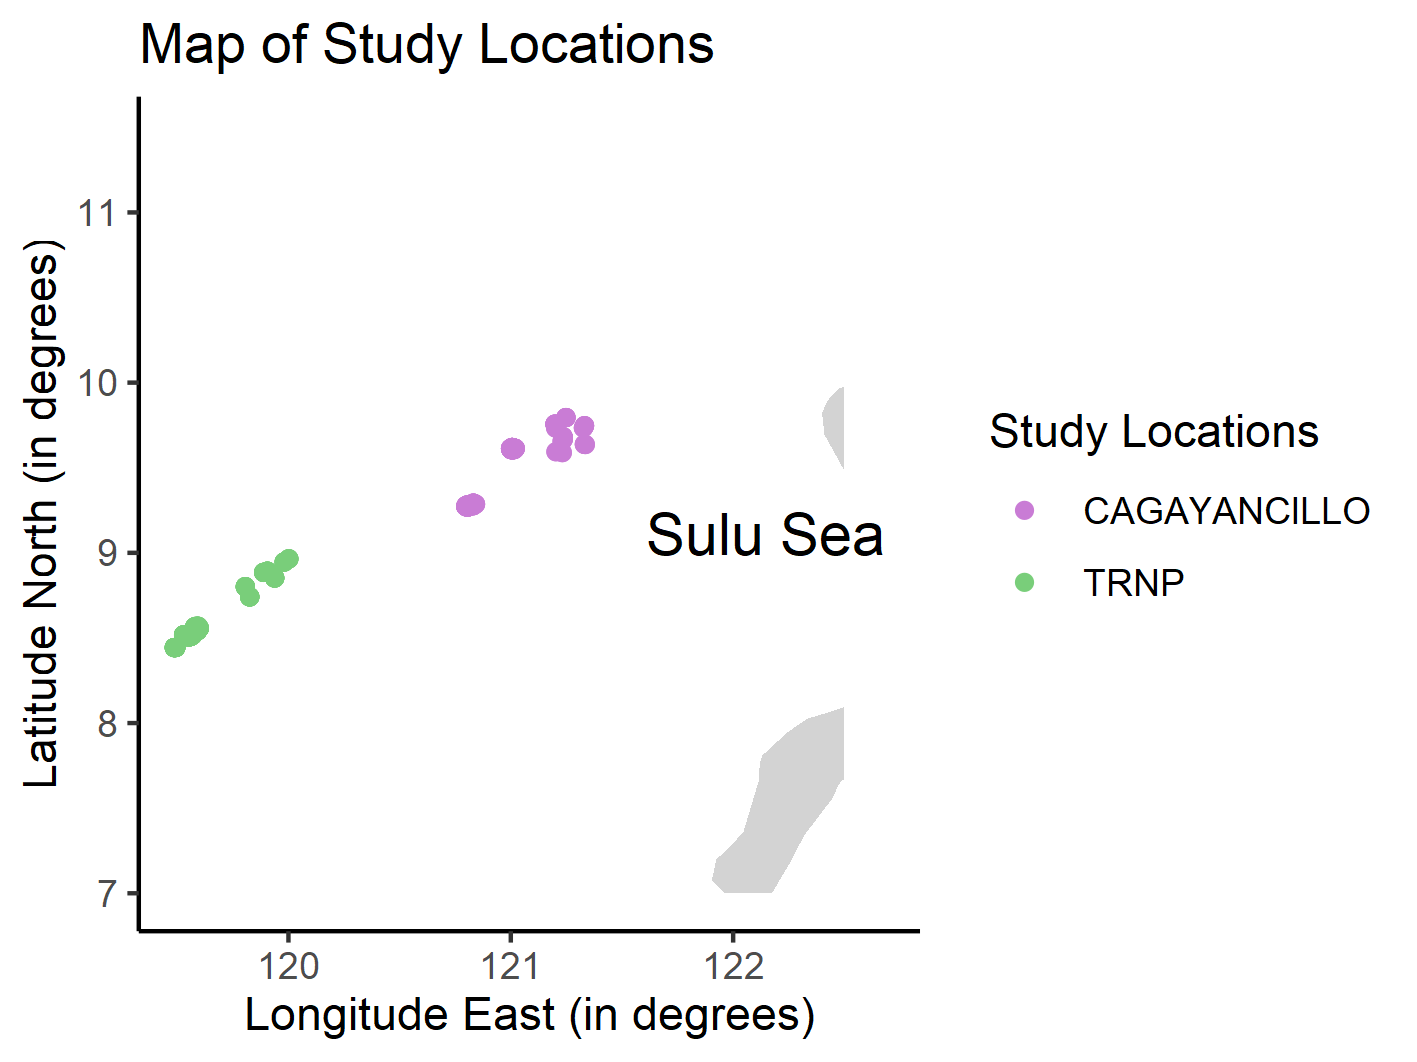 Map of Study Locations
Latitude North (in degrees)
11
10
9
8
7
Sulu Sea
120
121
122
Longitude East (in degrees)
Study Locations
CAGAYANCILLO
TRNP